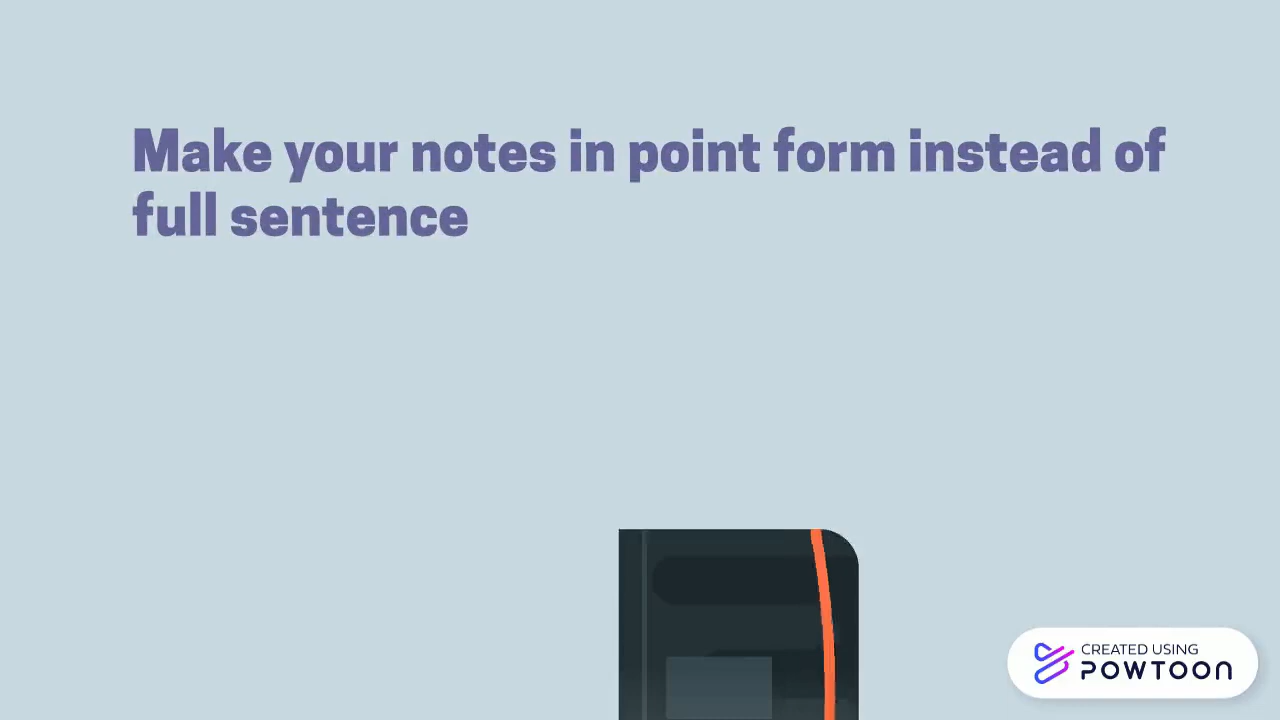 Make your notes in point form instead of
full sentence
CREATED USING
POWTOON